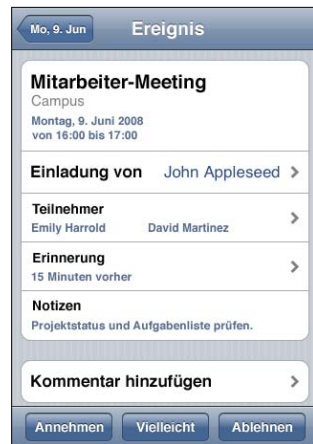 Mo, 9. Jun
Ereignis
Mitarbeiter-Meeting
Campus
Montag, 9. Juni 2008
von 16:00 bis 17:00
Einladung von John Appleseed
Teilnehmer
Emily Harrold David Martinez
Erinnerung
15 Minuten vorher
Notizen
Projektstatus und Aufgabenliste prüfen.
Kommentar hinzufügen
Annehmen Vielleicht Ablehnen